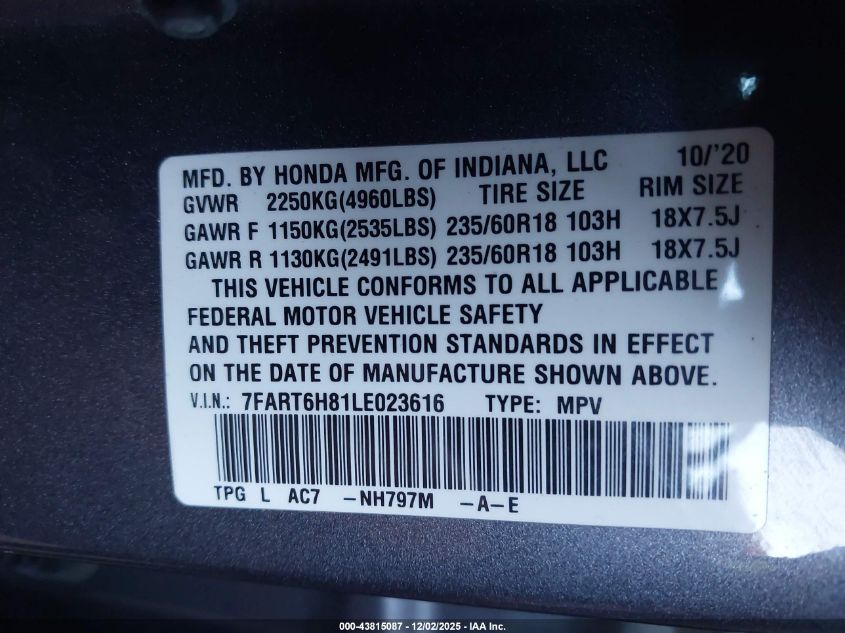 MFD. BY HONDA MFG. OF INDIANA, LLC 10/'20
GVWR 2250KG(4960LBS) TIRE SIZE RIM SIZE
GAWR F 1150KG(2535LBS) 235/60R18 103H 18X7.5J
GAWR R 1130KG(2491LBS) 235/60R18 103H 18X7.5J
THIS VEHICLE CONFORMS TO ALL APPLICABLE
FEDERAL MOTOR VEHICLE SAFETY
AND THEFT PREVENTION STANDARDS IN EFFECT
ON THE DATE OF MANUFACTURE SHOWN ABOVE.
V.I.N.: 7FART6H81LE023616 TYPE: MPV
TPG L AC7 -NH797M -A-E
000-43815087 - 12/02/2025 - IAA Inc.